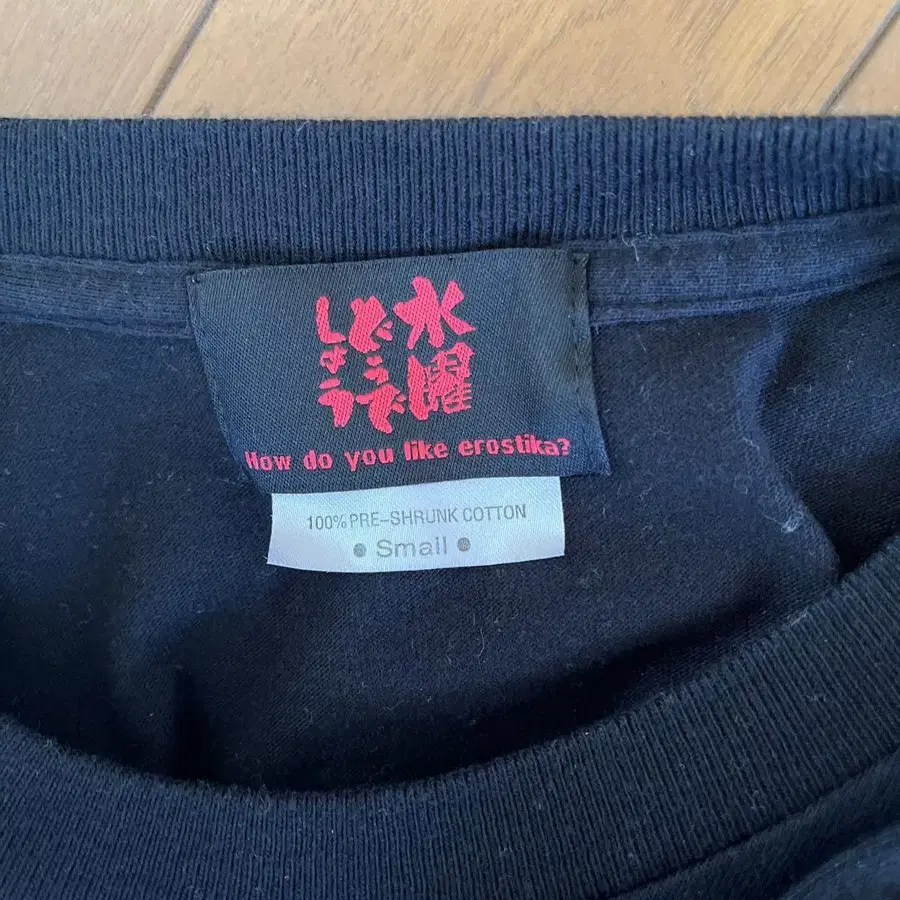 水曜
どうで
しょう
How do you like erostika?
100% PRE-SHRUNK COTTON
● Small ●